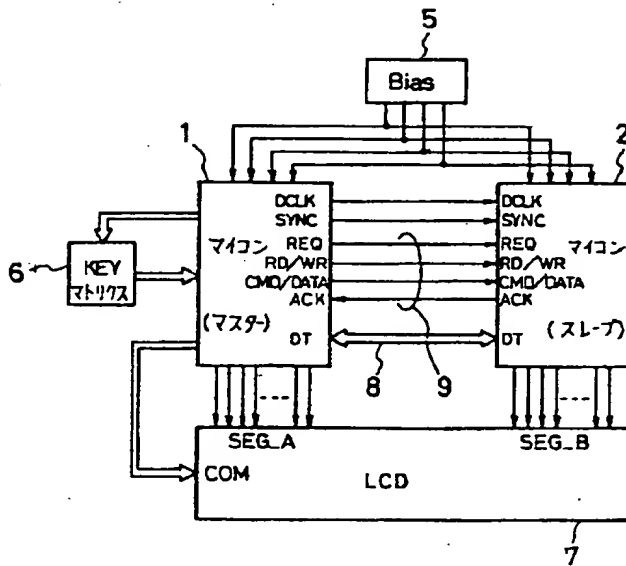 5
Bias
1
2
DCLK
SYNC
REQ
RD/WR
CMD/DATA
ACK
DT
マイコン
(マスター)
DCLK
SYNC
REQ
RD/WR
CMD/DATA
ACK
DT
マイコン
(スレーブ)
6
KEY
マトリクス
8
9
SEG_A
SEG_B
COM
LCD
7